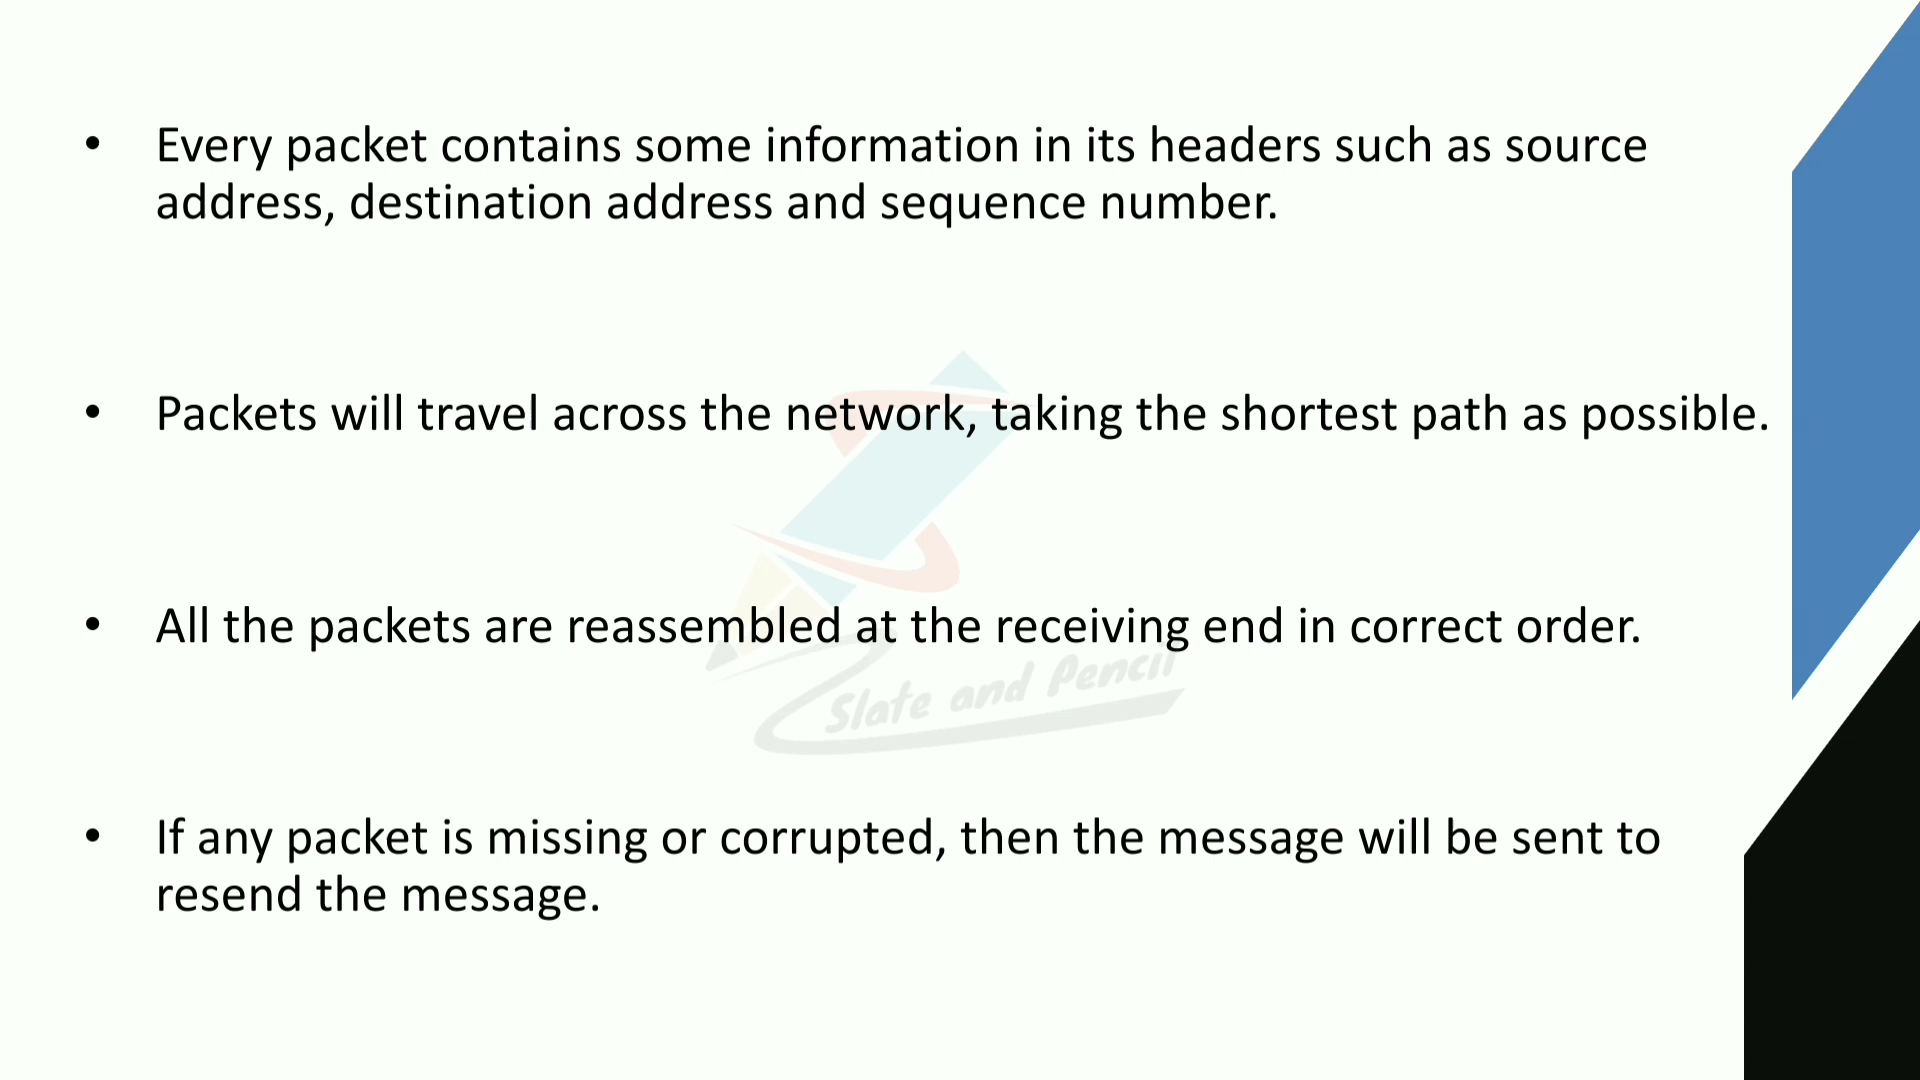 • Every packet contains some information in its headers such as source
address, destination address and sequence number.
• Packets will travel across the network, taking the shortest path as possible.
• All the packets are reassembled at the receiving end in correct order.
Slate and Pencil
• If any packet is missing or corrupted, then the message will be sent to
resend the message.